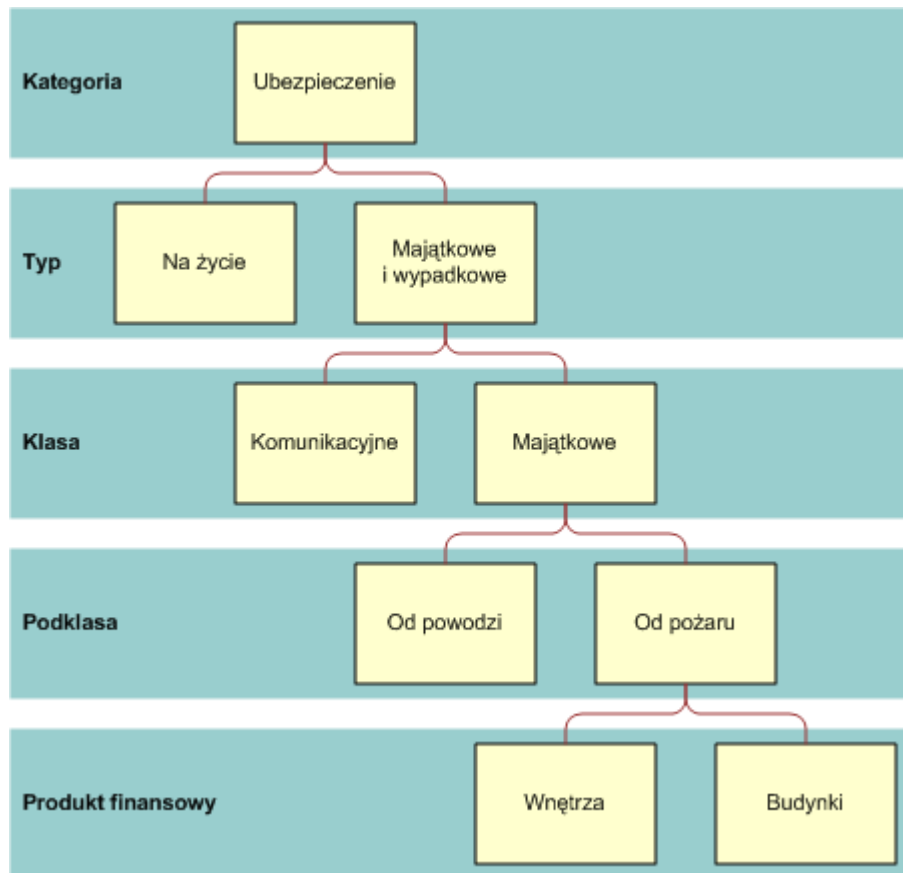 Kategoria
Ubezpieczenie
Typ
Na życie
Majątkowe
i wypadkowe
Klasa
Komunikacyjne
Majątkowe
Podklasa
Od powodzi
Od pożaru
Produkt finansowy
Wnętrza
Budynki